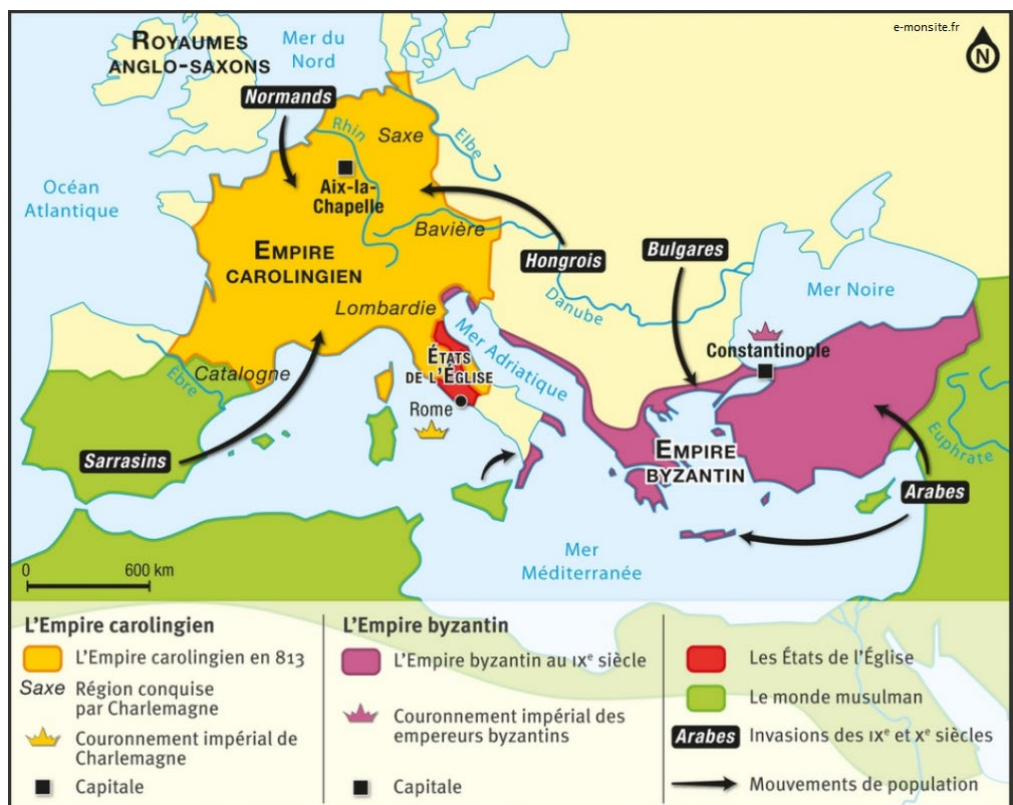 e-monsite.fr
ROYAUMES
ANGLO-SAXONS
Mer du
Nord
N
Normands
Rhin
Saxe
Elbe
Océan
Atlantique
Aix-la-
Chapelle
Bavière
EMPIRE
CAROLINGIEN
Hongrois
Bulgares
Danube
Mer Noire
Lombardie
Mer Adriatique
Constantinople
ÉTATS
DE L'ÉGLISE
Èbre
Catalogne
Rome
Euphrate
EMPIRE
BYZANTIN
Sarrasins
Arabes
Mer
Méditerranée
0 600 km
L'Empire carolingien
L'Empire carolingien en 813
Saxe Région conquise
par Charlemagne
Couronnement impérial de
Charlemagne
Capitale
L'Empire byzantin
L'Empire byzantin au IXe siècle
Couronnement impérial des
empereurs byzantins
Capitale
Les États de l'Église
Le monde musulman
Arabes Invasions des IXe et Xe siècles
Mouvements de population